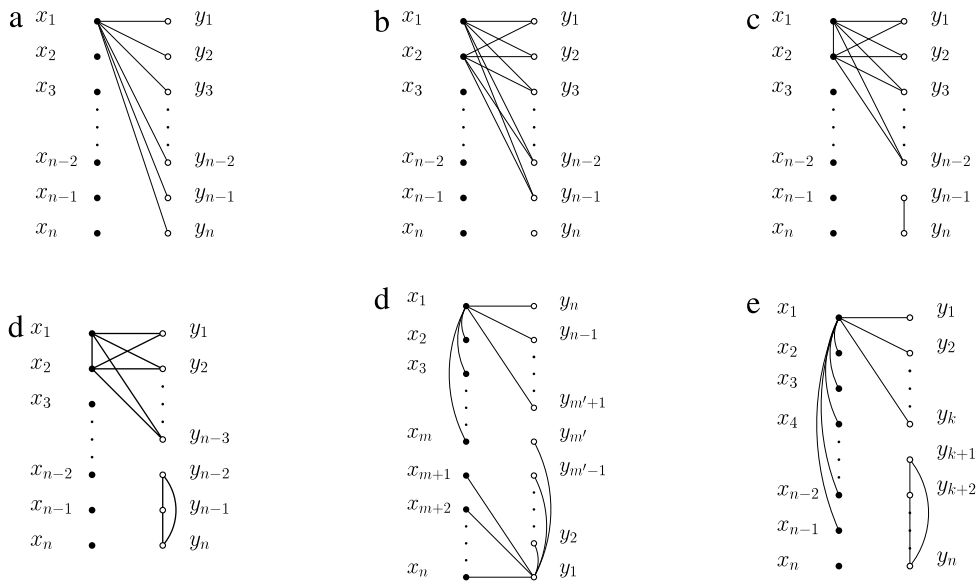 a
x_1 y_1
x_2 y_2
x_3 y_3
x_{n-2} y_{n-2}
x_{n-1} y_{n-1}
x_n y_n
b
x_1 y_1
x_2 y_2
x_3 y_3
x_{n-2} y_{n-2}
x_{n-1} y_{n-1}
x_n y_n
c
x_1 y_1
x_2 y_2
x_3 y_3
x_{n-2} y_{n-2}
x_{n-1} y_{n-1}
x_n y_n
d
x_1 y_1
x_2 y_2
x_3
y_{n-3}
x_{n-2} y_{n-2}
x_{n-1} y_{n-1}
x_n y_n
d
x_1 y_n
x_2 y_{n-1}
x_3
y_{m'+1}
x_m y_{m'}
x_{m+1} y_{m'-1}
x_{m+2}
y_2
x_n y_1
e
x_1 y_1
x_2 y_2
x_3
x_4 y_k
y_{k+1}
x_{n-2} y_{k+2}
x_{n-1}
x_n y_n